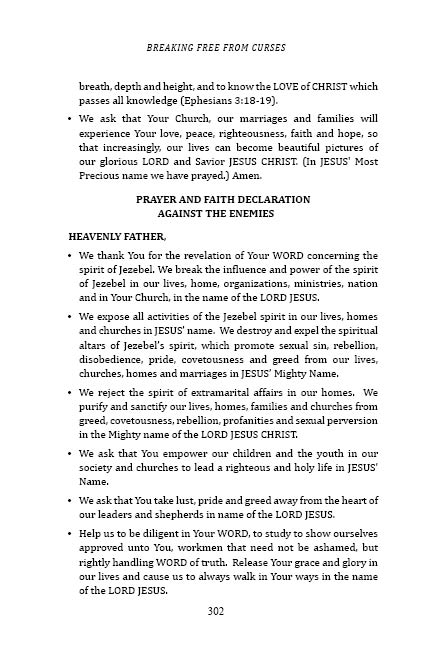 BREAKING FREE FROM CURSES
breath, depth and height, and to know the LOVE of CHRIST which
passes all knowledge (Ephesians 3:18-19).
• We ask that Your Church, our marriages and families will
experience Your love, peace, righteousness, faith and hope, so
that increasingly, our lives can become beautiful pictures of
our glorious LORD and Savior JESUS CHRIST. (In JESUS' Most
Precious name we have prayed.) Amen.
PRAYER AND FAITH DECLARATION
AGAINST THE ENEMIES
HEAVENLY FATHER,
• We thank You for the revelation of Your WORD concerning the
spirit of Jezebel. We break the influence and power of the spirit
of Jezebel in our lives, home, organizations, ministries, nation
and in Your Church, in the name of the LORD JESUS.
• We expose all activities of the Jezebel spirit in our lives, homes
and churches in JESUS' name.  We destroy and expel the spiritual
altars of Jezebel's spirit, which promote sexual sin, rebellion,
disobedience, pride, covetousness and greed from our lives,
churches, homes and marriages in JESUS' Mighty Name.
• We reject the spirit of extramarital affairs in our homes.  We
purify and sanctify our lives, homes, families and churches from
greed, covetousness, rebellion, profanities and sexual perversion
in the Mighty name of the LORD JESUS CHRIST.
• We ask that You empower our children and the youth in our
society and churches to lead a righteous and holy life in JESUS'
Name.
• We ask that You take lust, pride and greed away from the heart of
our leaders and shepherds in name of the LORD JESUS.
• Help us to be diligent in Your WORD, to study to show ourselves
approved unto You, workmen that need not be ashamed, but
rightly handling WORD of truth.  Release Your grace and glory in
our lives and cause us to always walk in Your ways in the name
of the LORD JESUS.
302